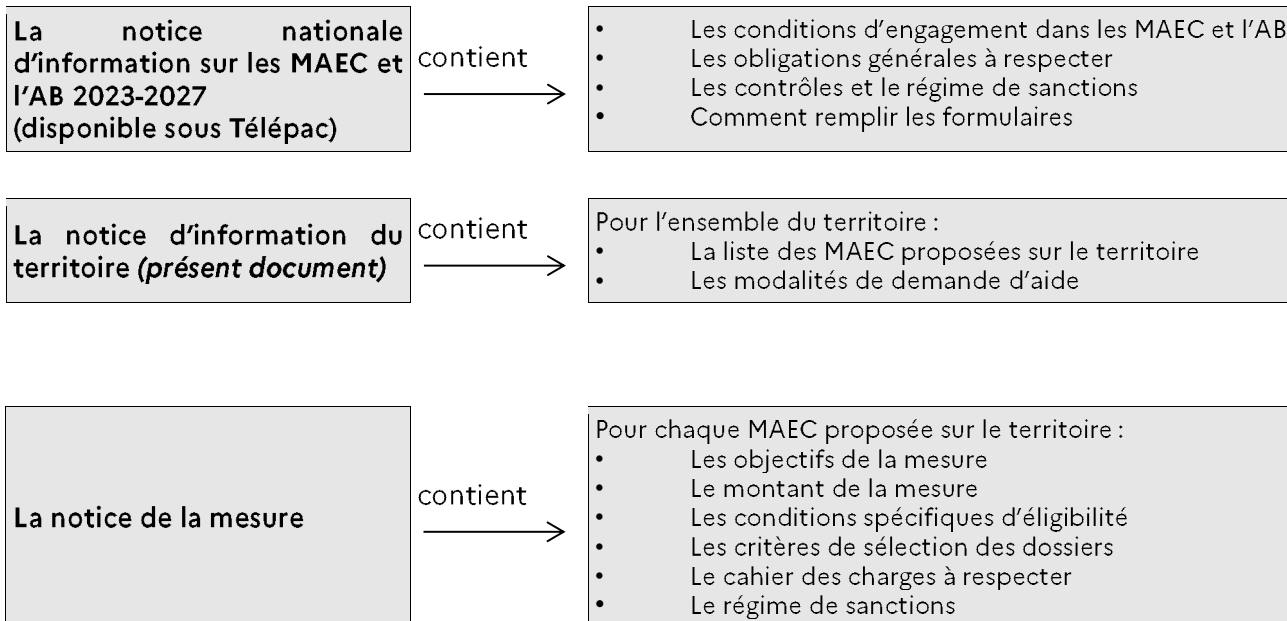 La notice nationale
d'information sur les MAEC et
l'AB 2023-2027
(disponible sous Télépac)
contient
• Les conditions d'engagement dans les MAEC et l'AB
• Les obligations générales à respecter
• Les contrôles et le régime de sanctions
• Comment remplir les formulaires
La notice d'information du
territoire (présent document)
contient
Pour l'ensemble du territoire :
• La liste des MAEC proposées sur le territoire
• Les modalités de demande d'aide
La notice de la mesure
contient
Pour chaque MAEC proposée sur le territoire :
• Les objectifs de la mesure
• Le montant de la mesure
• Les conditions spécifiques d'éligibilité
• Les critères de sélection des dossiers
• Le cahier des charges à respecter
• Le régime de sanctions